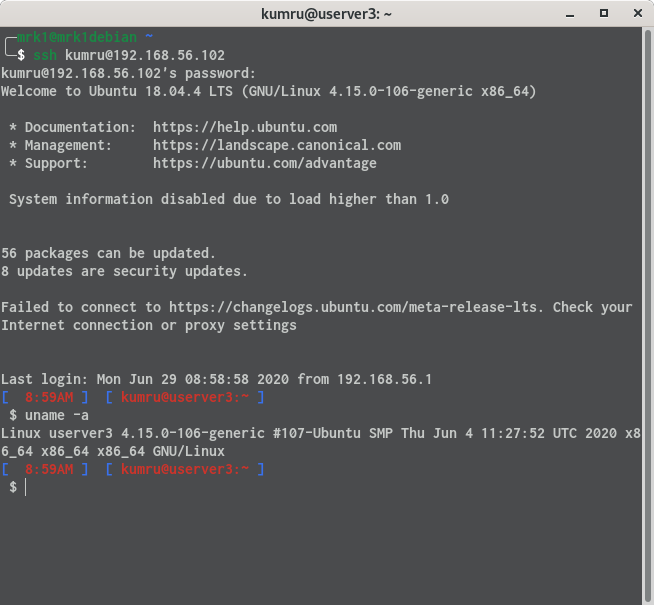 kumru@userver3: ~
mrk1@mrk1debian ~
$ ssh kumru@192.168.56.102
kumru@192.168.56.102's password:
Welcome to Ubuntu 18.04.4 LTS (GNU/Linux 4.15.0-106-generic x86_64)
* Documentation:  https://help.ubuntu.com
* Management:     https://landscape.canonical.com
* Support:        https://ubuntu.com/advantage
System information disabled due to load higher than 1.0
56 packages can be updated.
8 updates are security updates.
Failed to connect to https://changelogs.ubuntu.com/meta-release-lts. Check your
Internet connection or proxy settings
Last login: Mon Jun 29 08:58:58 2020 from 192.168.56.1
[  8:59AM ]  [ kumru@userver3:~ ]
$ uname -a
Linux userver3 4.15.0-106-generic #107-Ubuntu SMP Thu Jun 4 11:27:52 UTC 2020 x8
6_64 x86_64 x86_64 GNU/Linux
[  8:59AM ]  [ kumru@userver3:~ ]
$